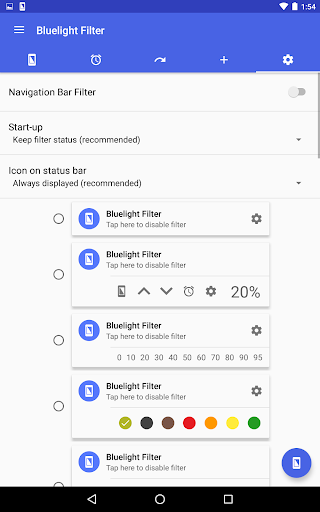 1:54
Bluelight Filter
Navigation Bar Filter
Start-up
Keep filter status (recommended)
Icon on status bar
Always displayed (recommended)
Bluelight Filter
Tap here to disable filter
Bluelight Filter
Tap here to disable filter
20%
Bluelight Filter
Tap here to disable filter
0 10 20 30 40 50 60 70 80 90 95
Bluelight Filter
Tap here to disable filter
Bluelight Filter
Tap here to disable filter